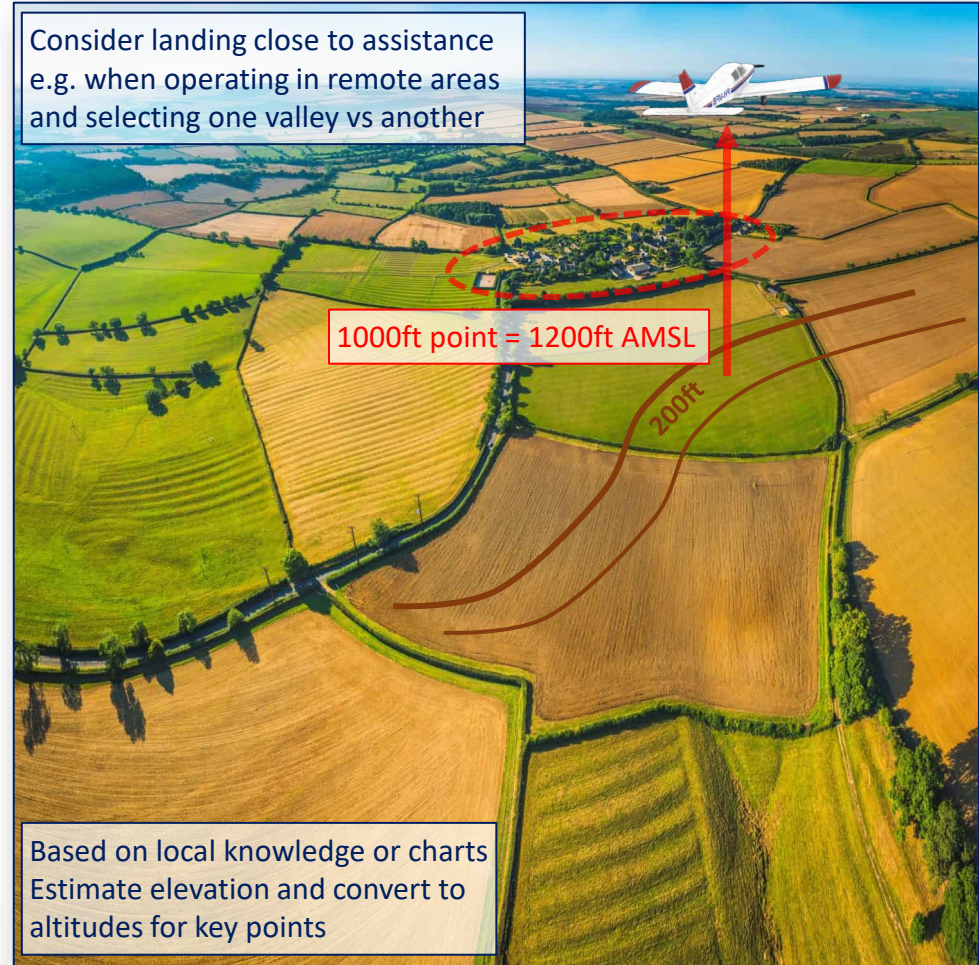 Consider landing close to assistance
e.g. when operating in remote areas
and selecting one valley vs another
1000ft point = 1200ft AMSL
200ft
Based on local knowledge or charts
Estimate elevation and convert to
altitudes for key points